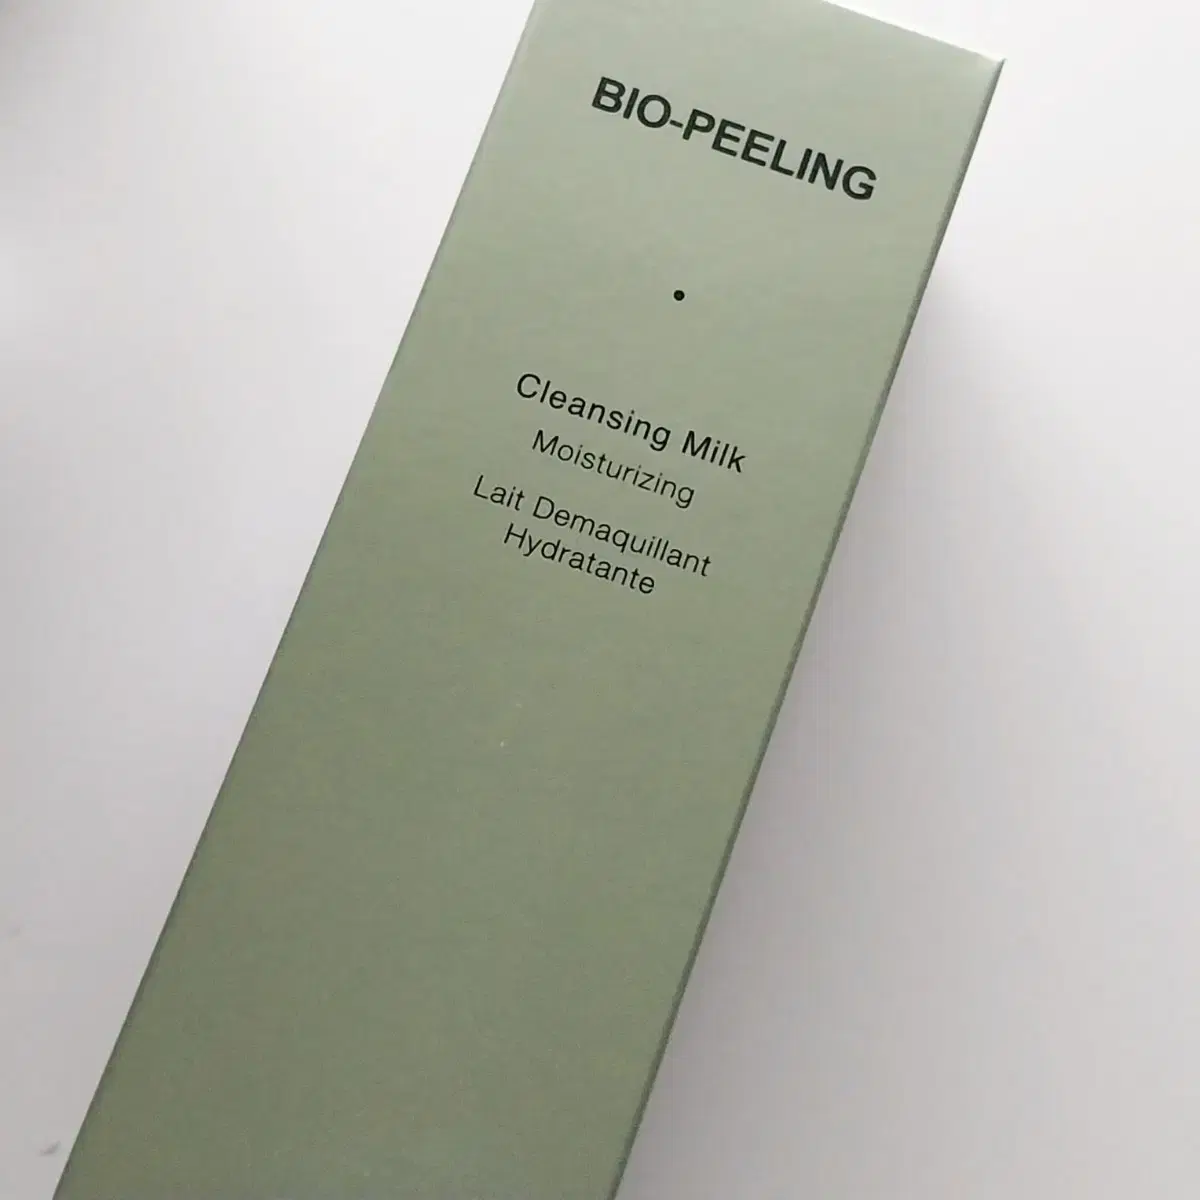 BIO-PEELING
•
Cleansing Milk
Moisturizing
Lait Demaquillant
Hydratante